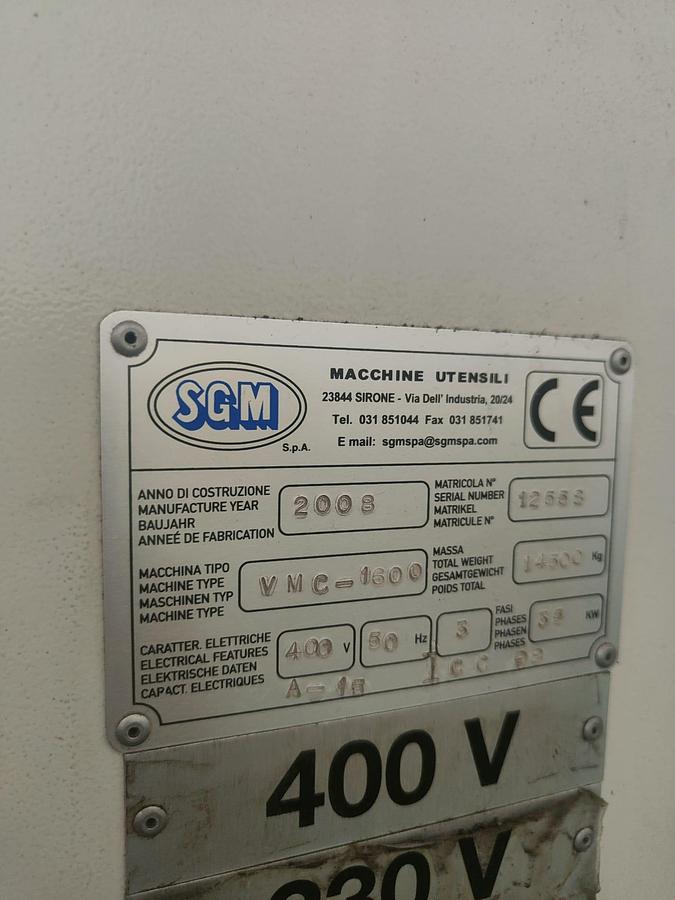 SGM
S.p.A.
MACCHINE UTENSILI
23844 SIRONE - Via Dell' Industria, 20/24
Tel. 031 851044 Fax 031 851741
E mail: sgmspa@sgmspa.com
CE
ANNO DI COSTRUZIONE
MANUFACTURE YEAR
BAUJAHR
ANNEÉ DE FABRICATION
2008
MATRICOLA N°
SERIAL NUMBER
MATRIKEL
MATRICULE N°
MACCHINA TIPO
MACHINE TYPE
MASCHINEN TYP
MACHINE TYPE
VMC-1600
MASSA
TOTAL WEIGHT
GESAMTGEWICHT
POIDS TOTAL
14300 Kg
CARATTER. ELETTRICHE
ELECTRICAL FEATURES
ELEKTRISCHE DATEN
CAPACT. ELECTRIQUES
400 V
50 Hz
3
FASI
PHASES
PHASEN
PHASES
KW
400 V
230 V